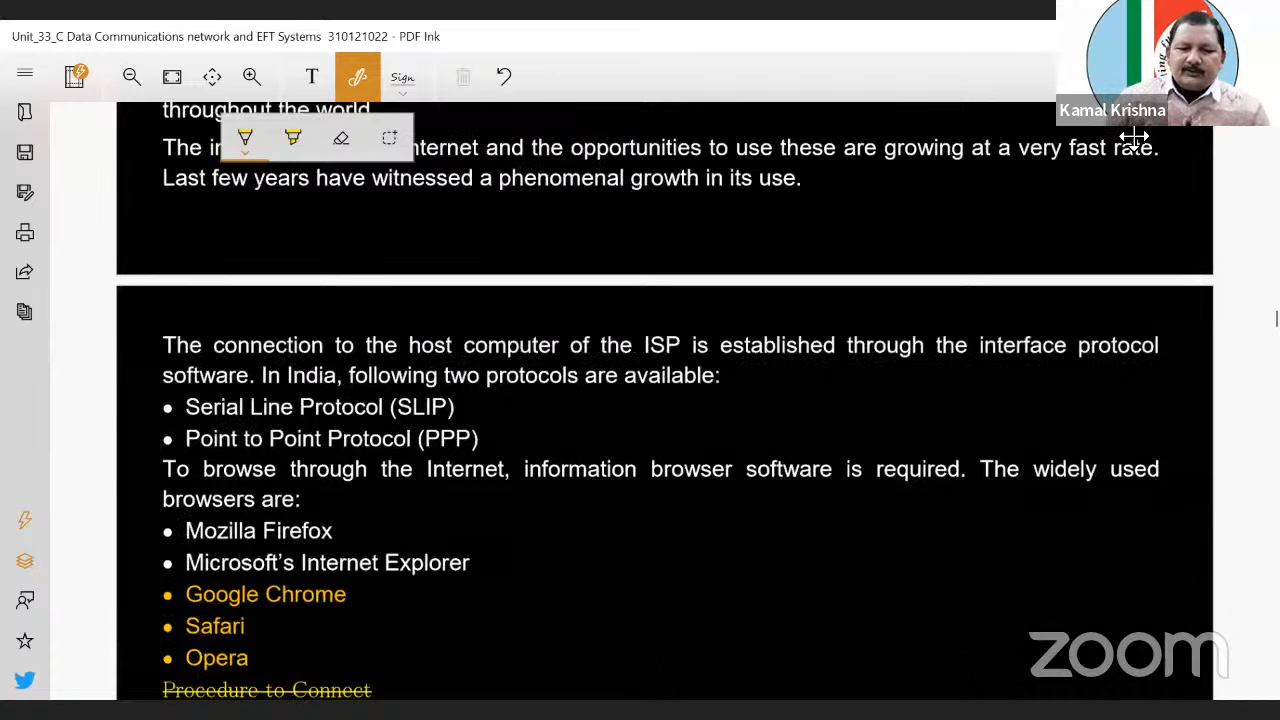 Unit_33_C Data Communications network and EFT Systems 310121022 - PDF Ink
T
Sign
Kamal Krishna
throughout the world
The in nternet and the opportunities to use these are growing at a very fast rate.
Last few years have witnessed a phenomenal growth in its use.
The connection to the host computer of the ISP is established through the interface protocol
software. In India, following two protocols are available:
• Serial Line Protocol (SLIP)
• Point to Point Protocol (PPP)
To browse through the Internet, information browser software is required. The widely used
browsers are:
• Mozilla Firefox
• Microsoft's Internet Explorer
• Google Chrome
• Safari
• Opera
Procedure to Connect
zoom